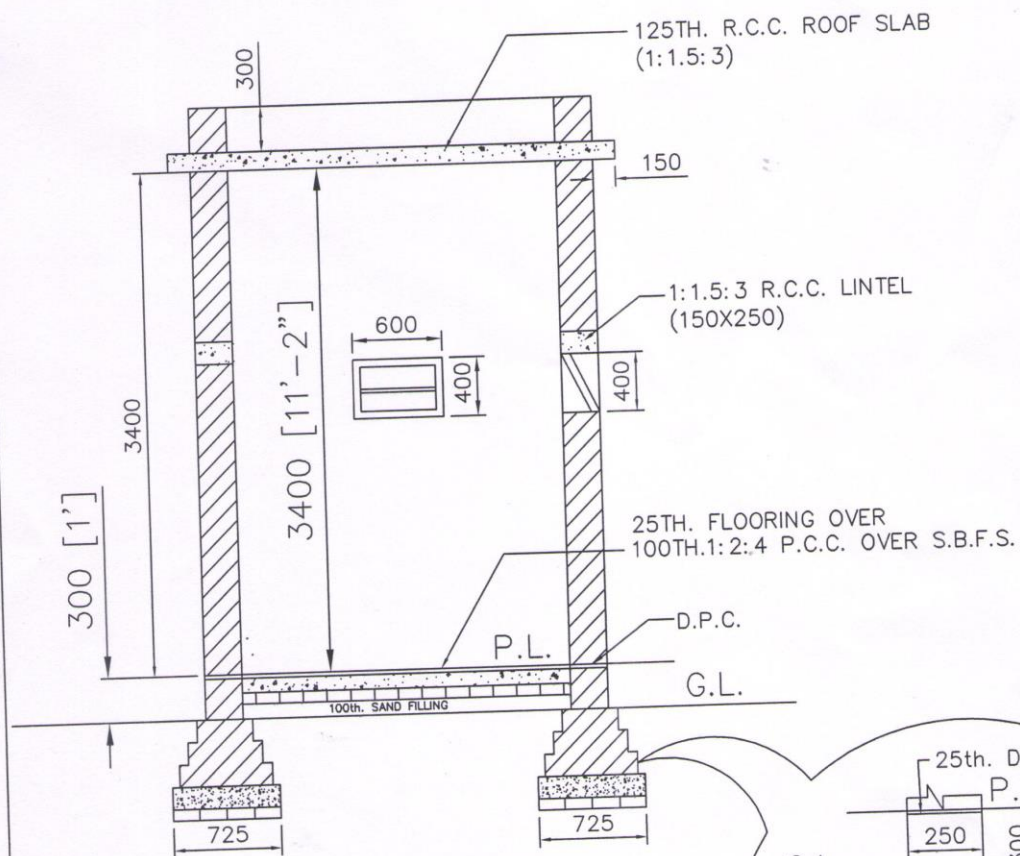 125TH. R.C.C. ROOF SLAB
(1:1.5:3)
300
150
1:1.5:3 R.C.C. LINTEL
(150X250)
600
400
400
3400
3400 [11'-2"]
300 [1']
25TH. FLOORING OVER
100TH.1:2:4 P.C.C. OVER S.B.F.S.
P.L.
D.P.C.
G.L.
100th. SAND FILLING
725
725
25th. D
P.
250